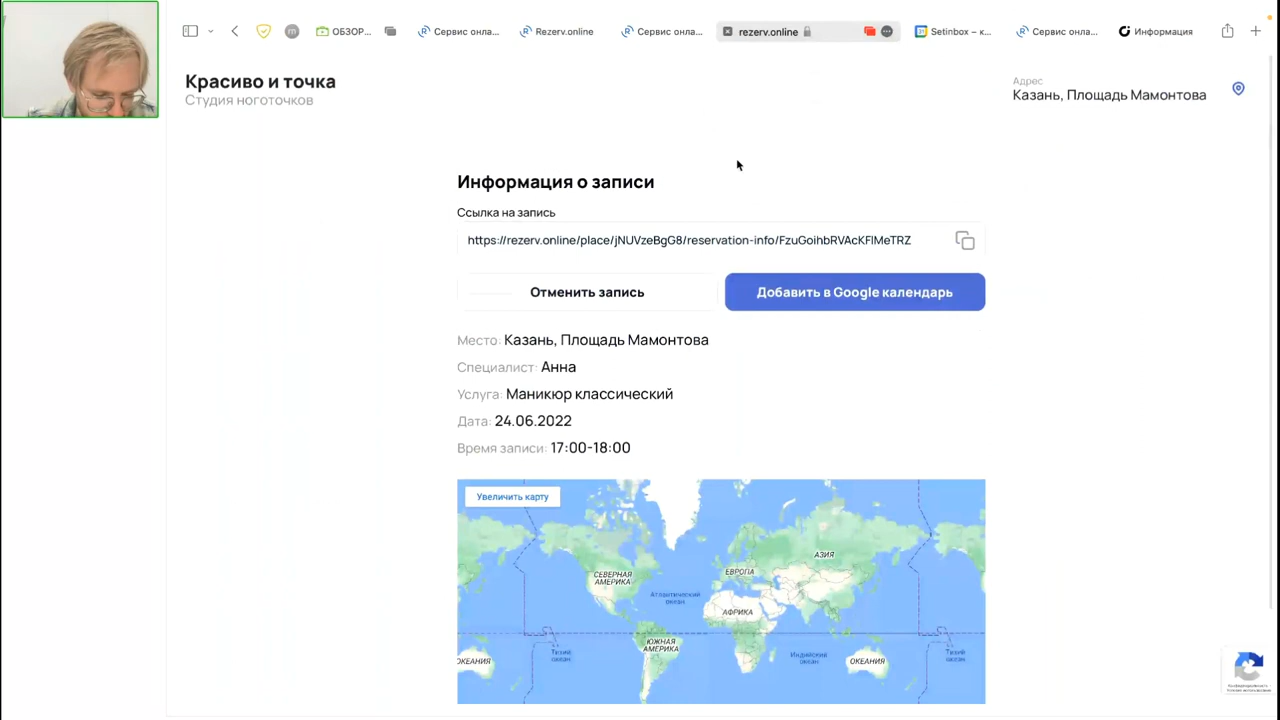 ОБЗОР...
Сервис онла...
Rezerv.online
Сервис онла...
rezerv.online
Setinbox – к...
Сервис онла...
Информация
Красиво и точка
Студия ноготочков
Адрес
Казань, Площадь Мамонтова
Информация о записи
Ссылка на запись
https://rezerv.online/place/jNUVzeBgG8/reservation-info/FzuGoihbRVAcKFlMeTRZ
Отменить запись
Добавить в Google календарь
Место: Казань, Площадь Мамонтова
Специалист: Анна
Услуга: Маникюр классический
Дата: 24.06.2022
Время записи: 17:00-18:00
Увеличить карту
АЗИЯ
СЕВЕРНАЯ
АМЕРИКА
ЕВРОПА
Атлантический
океан
АФРИКА
ЮЖНАЯ
АМЕРИКА
Тихий
океан
Индийский
океан
Тихий
океан
ОКЕАНИЯ
ОКЕАНИЯ